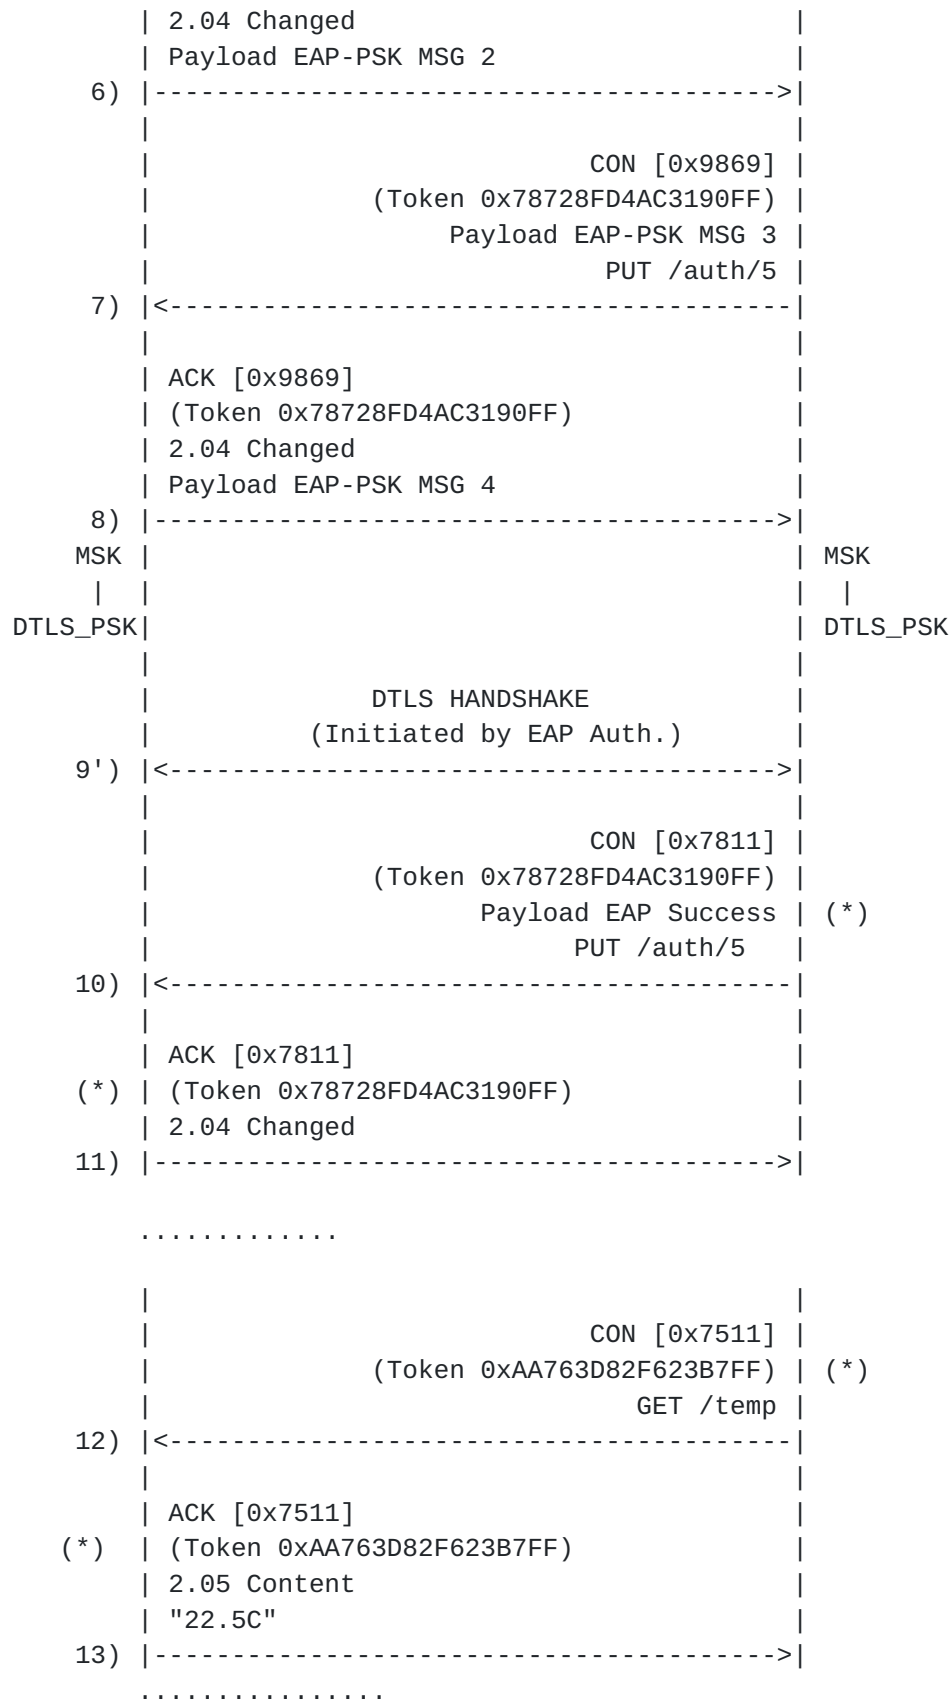 | 2.04 Changed                            |
| Payload EAP-PSK MSG 2                   |
6) |---------------------------------------->|
|                                         |
|                            CON [0x9869] |
|              (Token 0x78728FD4AC3190FF) |
|                   Payload EAP-PSK MSG 3 |
|                             PUT /auth/5 |
7) |<----------------------------------------|
|                                         |
| ACK [0x9869]                            |
| (Token 0x78728FD4AC3190FF)              |
| 2.04 Changed                            |
| Payload EAP-PSK MSG 4                   |
8) |---------------------------------------->|
MSK |                                         | MSK
|  |                                         |  |
DTLS_PSK|                                         | DTLS_PSK
|                                         |
|              DTLS HANDSHAKE             |
|          (Initiated by EAP Auth.)       |
9') |<--------------------------------------->|
|                                         |
|                            CON [0x7811] |
|              (Token 0x78728FD4AC3190FF) |
|                     Payload EAP Success | (*)
|                           PUT /auth/5   |
10) |<----------------------------------------|
|                                         |
| ACK [0x7811]                            |
(*) | (Token 0x78728FD4AC3190FF)              |
| 2.04 Changed                            |
11) |---------------------------------------->|
.............
|                                         |
|                            CON [0x7511] |
|              (Token 0xAA763D82F623B7FF) | (*)
|                               GET /temp |
12) |<----------------------------------------|
|                                         |
| ACK [0x7511]                            |
(*)  | (Token 0xAA763D82F623B7FF)              |
| 2.05 Content                            |
| "22.5C"                                 |
13) |---------------------------------------->|
................